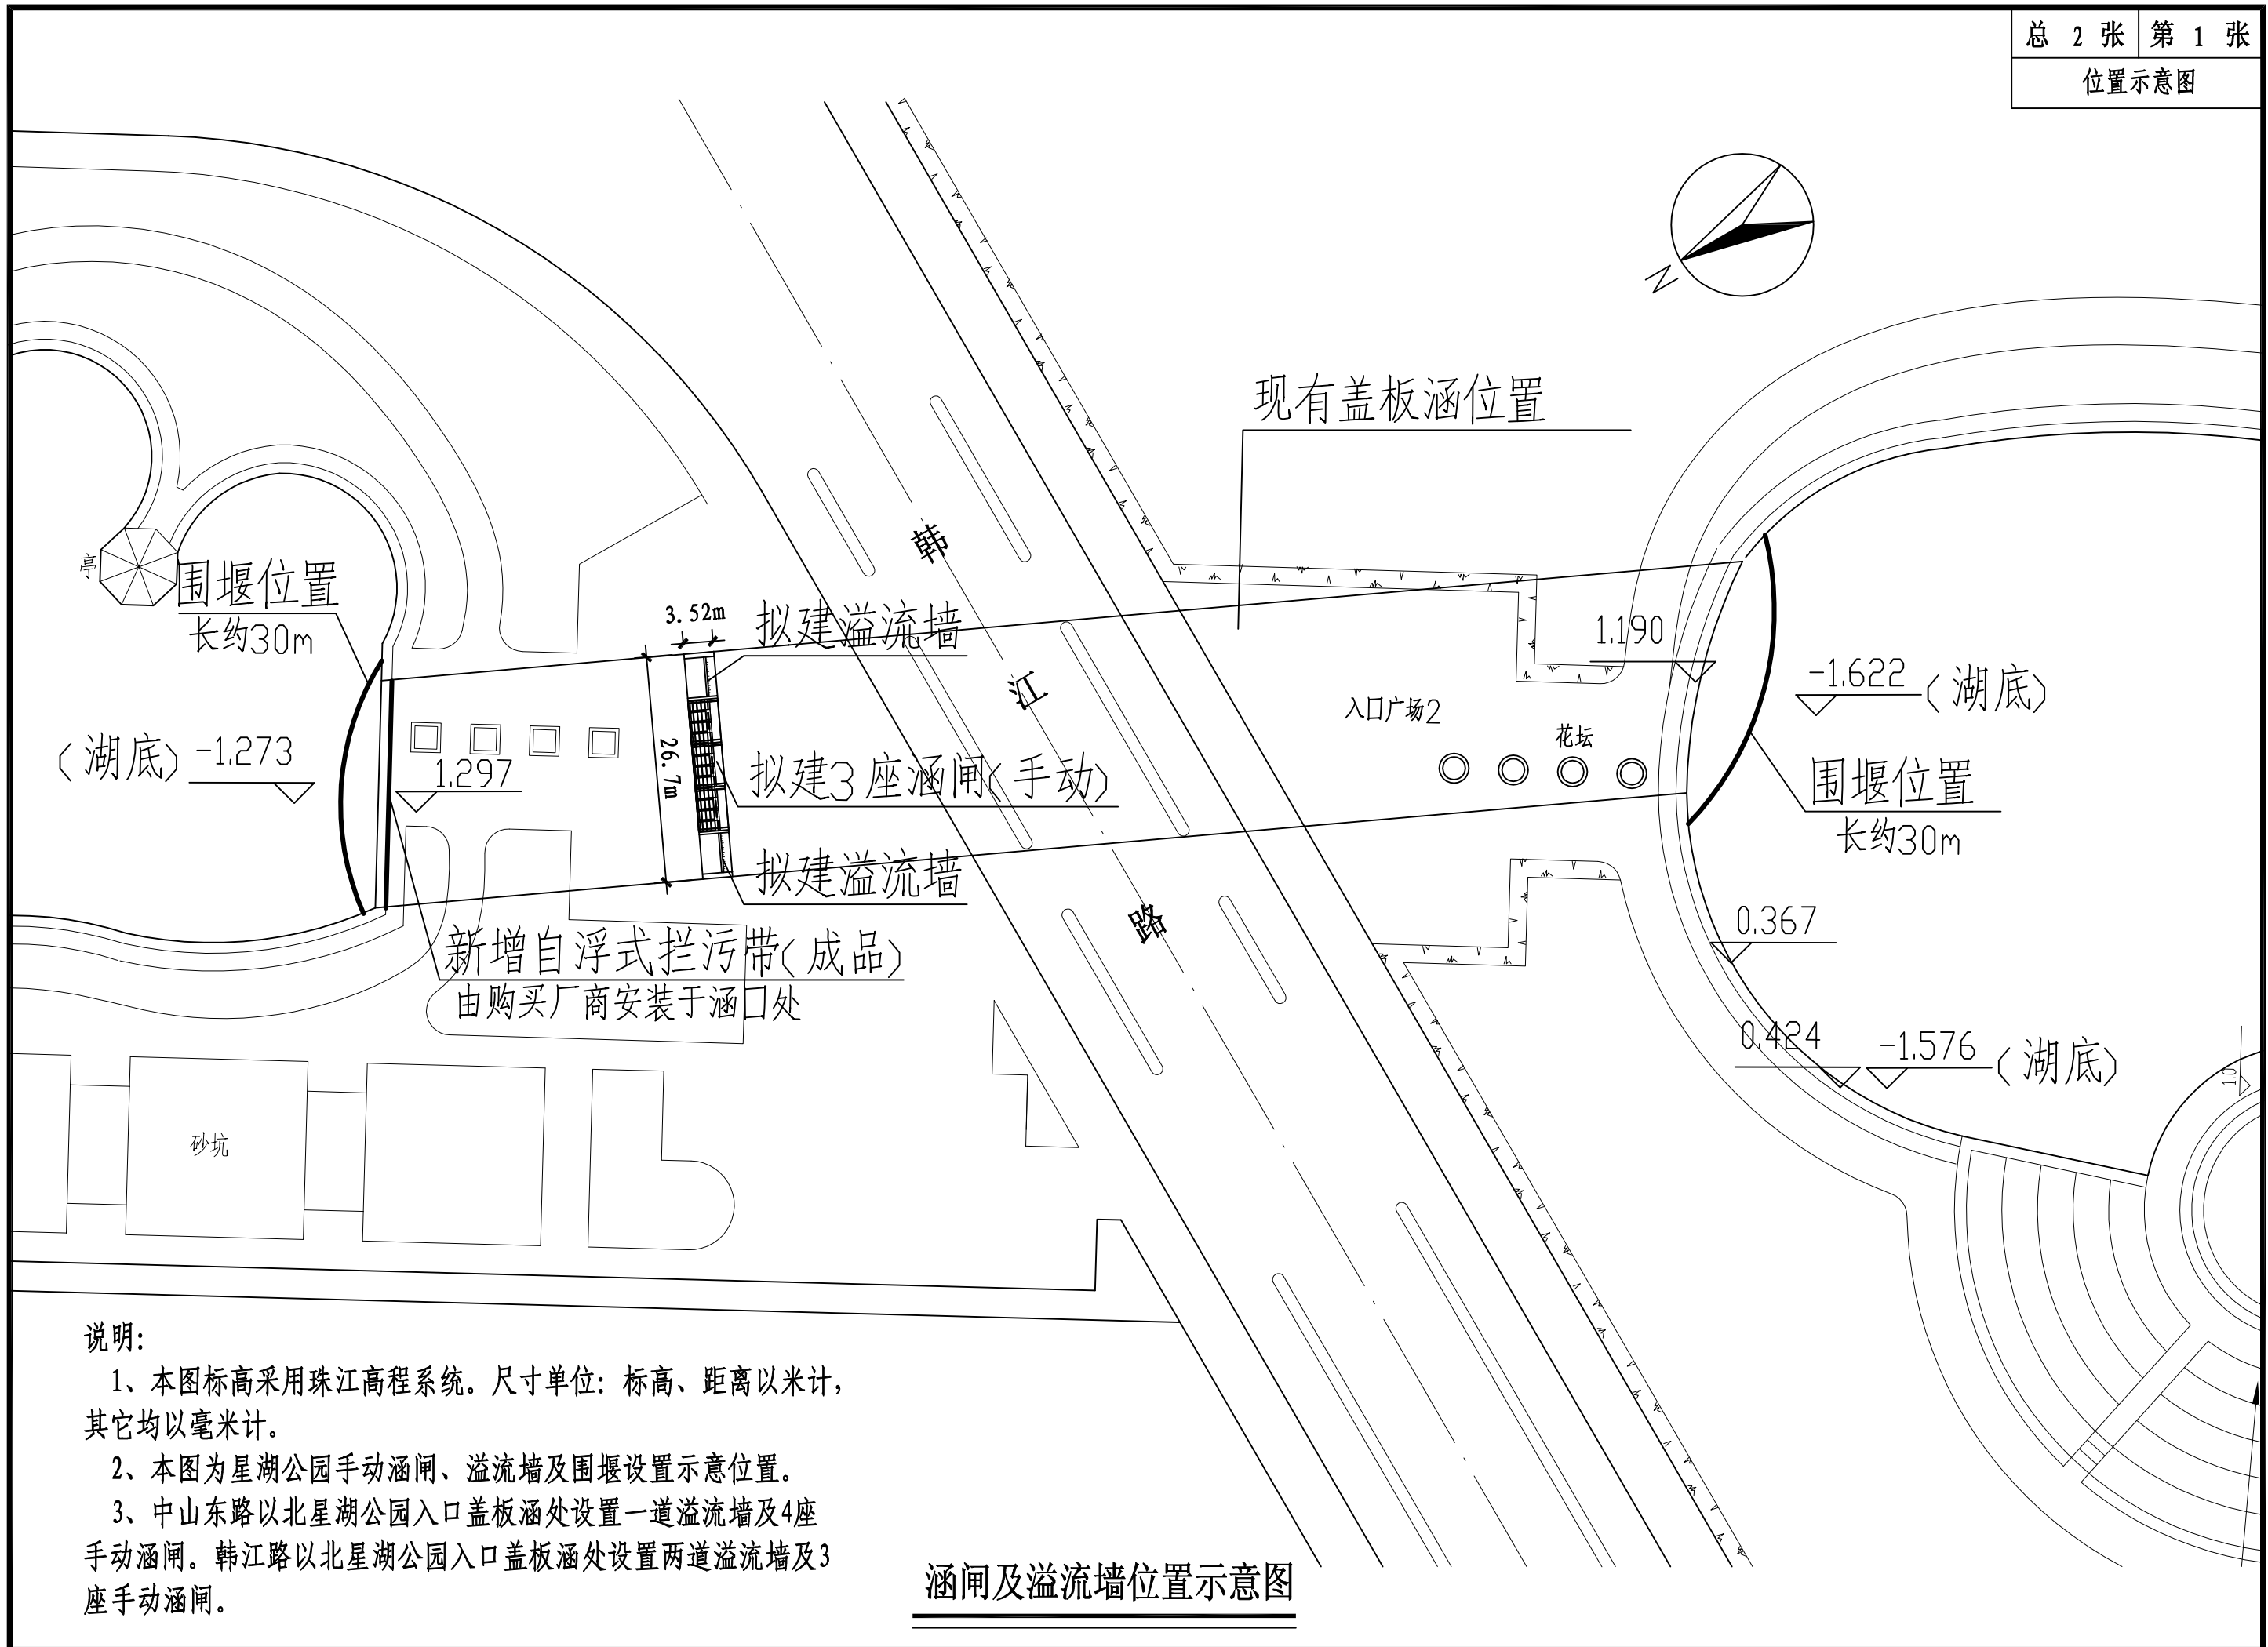 总 2 张 第 1 张
位置示意图
N
现有盖板涵位置
韩
江
路
亭
围堰位置
长约30m
3.52m
拟建溢流墙
1.190
-1.622(湖底)
入口广场2
花坛
(湖底)-1.273
1.297
26.7m
拟建3座涵闸(手动)
围堰位置
长约30m
拟建溢流墙
0.367
新增自浮式拦污带(成品)
由购买厂商安装于涵口处
0.424
-1.576(湖底)
1.0
砂坑
说明:
1、本图标高采用珠江高程系统。尺寸单位:标高、距离以米计,
其它均以毫米计。
2、本图为星湖公园手动涵闸、溢流墙及围堰设置示意位置。
3、中山东路以北星湖公园入口盖板涵处设置一道溢流墙及4座
手动涵闸。韩江路以北星湖公园入口盖板涵处设置两道溢流墙及3
座手动涵闸。
涵闸及溢流墙位置示意图